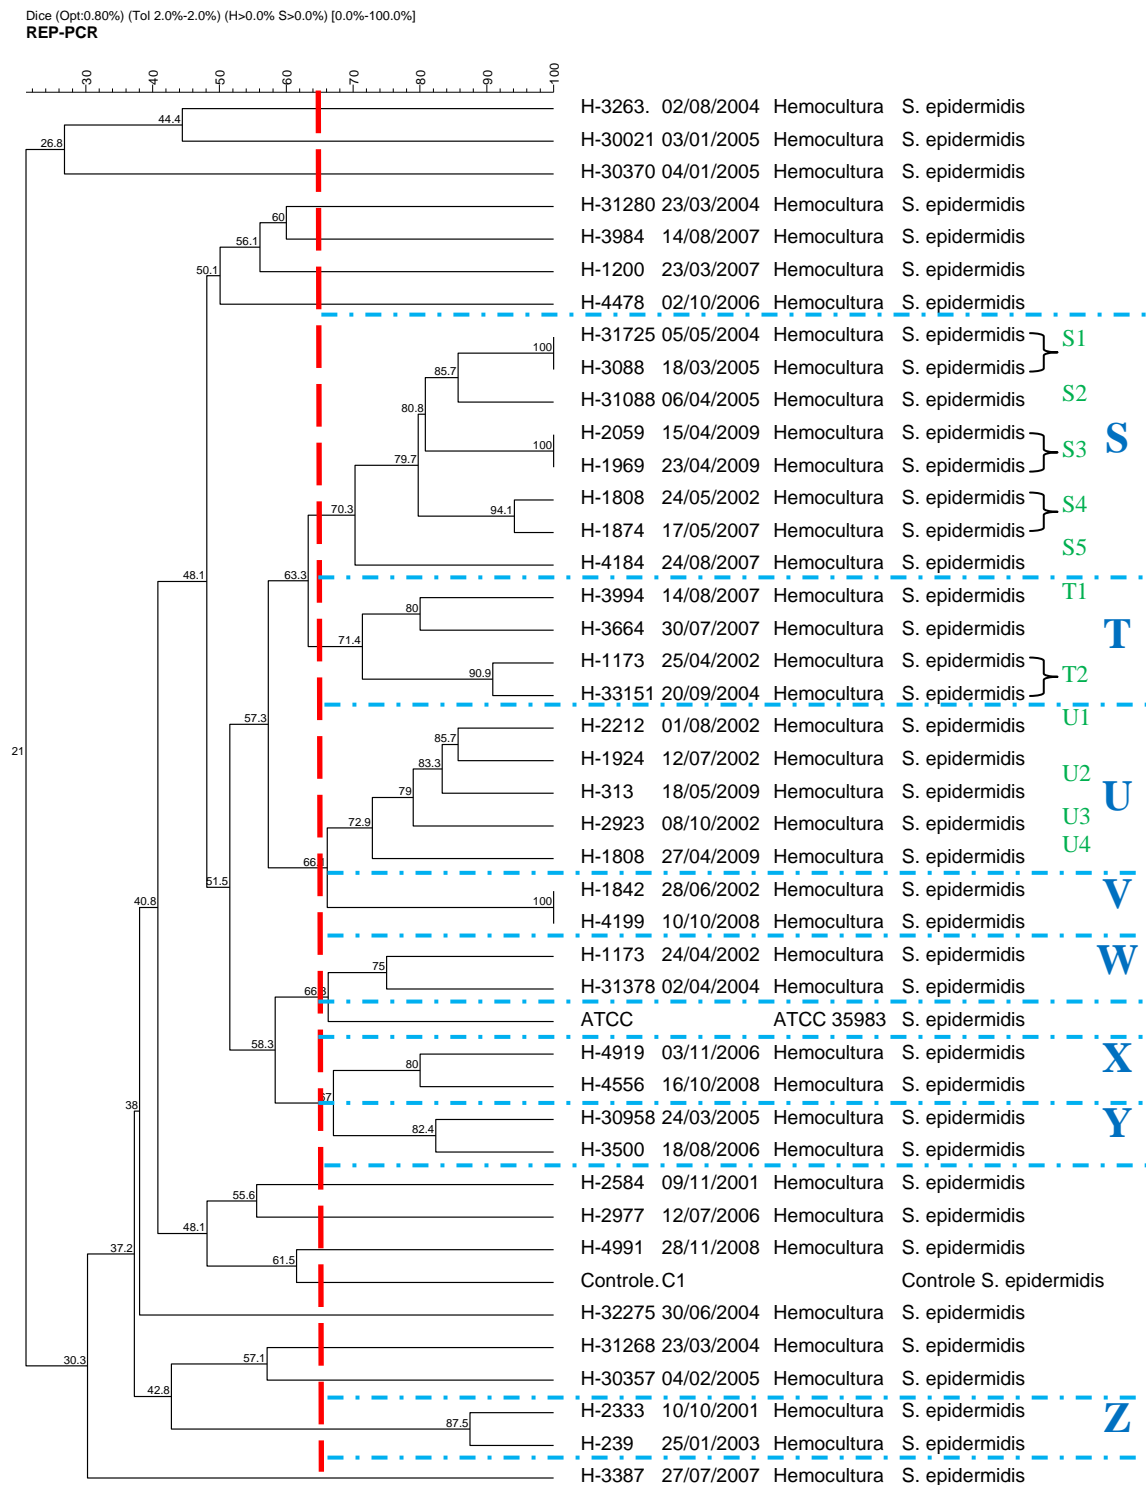 Dice (Opt:0.80%) (Tol 2.0%-2.0%) (H>0.0% S>0.0%) [0.0%-100.0%]
REP-PCR
30 40 50 60 70 80 90 100
H-3263. 02/08/2004 Hemocultura S. epidermidis
44.4
H-30021 03/01/2005 Hemocultura S. epidermidis
26.8
H-30370 04/01/2005 Hemocultura S. epidermidis
H-31280 23/03/2004 Hemocultura S. epidermidis
60
H-3984 14/08/2007 Hemocultura S. epidermidis
56.1
H-1200 23/03/2007 Hemocultura S. epidermidis
50.1
H-4478 02/10/2006 Hemocultura S. epidermidis
H-31725 05/05/2004 Hemocultura S. epidermidis S1
100
H-3088 18/03/2005 Hemocultura S. epidermidis
85.7
H-31088 06/04/2005 Hemocultura S. epidermidis S2
80.8
H-2059 15/04/2009 Hemocultura S. epidermidis S
100 S3
79.7
H-1969 23/04/2009 Hemocultura S. epidermidis
H-1808 24/05/2002 Hemocultura S. epidermidis S4
70.3 94.1
H-1874 17/05/2007 Hemocultura S. epidermidis
S5
H-4184 24/08/2007 Hemocultura S. epidermidis
48.1 63.3
H-3994 14/08/2007 Hemocultura S. epidermidis T1
80
H-3664 30/07/2007 Hemocultura S. epidermidis T
71.4
H-1173 25/04/2002 Hemocultura S. epidermidis
90.9 T2
H-33151 20/09/2004 Hemocultura S. epidermidis
57.3
H-2212 01/08/2002 Hemocultura S. epidermidis U1
85.7
21
H-1924 12/07/2002 Hemocultura S. epidermidis
83.3 U2
H-313 18/05/2009 Hemocultura S. epidermidis U
79
H-2923 08/10/2002 Hemocultura S. epidermidis U3
72.9 U4
H-1808 27/04/2009 Hemocultura S. epidermidis
51.5
H-1842 28/06/2002 Hemocultura S. epidermidis V
40.8 100
H-4199 10/10/2008 Hemocultura S. epidermidis
H-1173 24/04/2002 Hemocultura S. epidermidis W
75
H-31378 02/04/2004 Hemocultura S. epidermidis
ATCC ATCC 35983 S. epidermidis
58.3
H-4919 03/11/2006 Hemocultura S. epidermidis X
80
H-4556 16/10/2008 Hemocultura S. epidermidis
38 67
H-30958 24/03/2005 Hemocultura S. epidermidis Y
82.4
H-3500 18/08/2006 Hemocultura S. epidermidis
H-2584 09/11/2001 Hemocultura S. epidermidis
55.6
H-2977 12/07/2006 Hemocultura S. epidermidis
48.1
37.2
H-4991 28/11/2008 Hemocultura S. epidermidis
61.5
Controle. C1 Controle S. epidermidis
H-32275 30/06/2004 Hemocultura S. epidermidis
H-31268 23/03/2004 Hemocultura S. epidermidis
30.3 57.1
H-30357 04/02/2005 Hemocultura S. epidermidis
42.8
H-2333 10/10/2001 Hemocultura S. epidermidis Z
87.5
H-239 25/01/2003 Hemocultura S. epidermidis
H-3387 27/07/2007 Hemocultura S. epidermidis